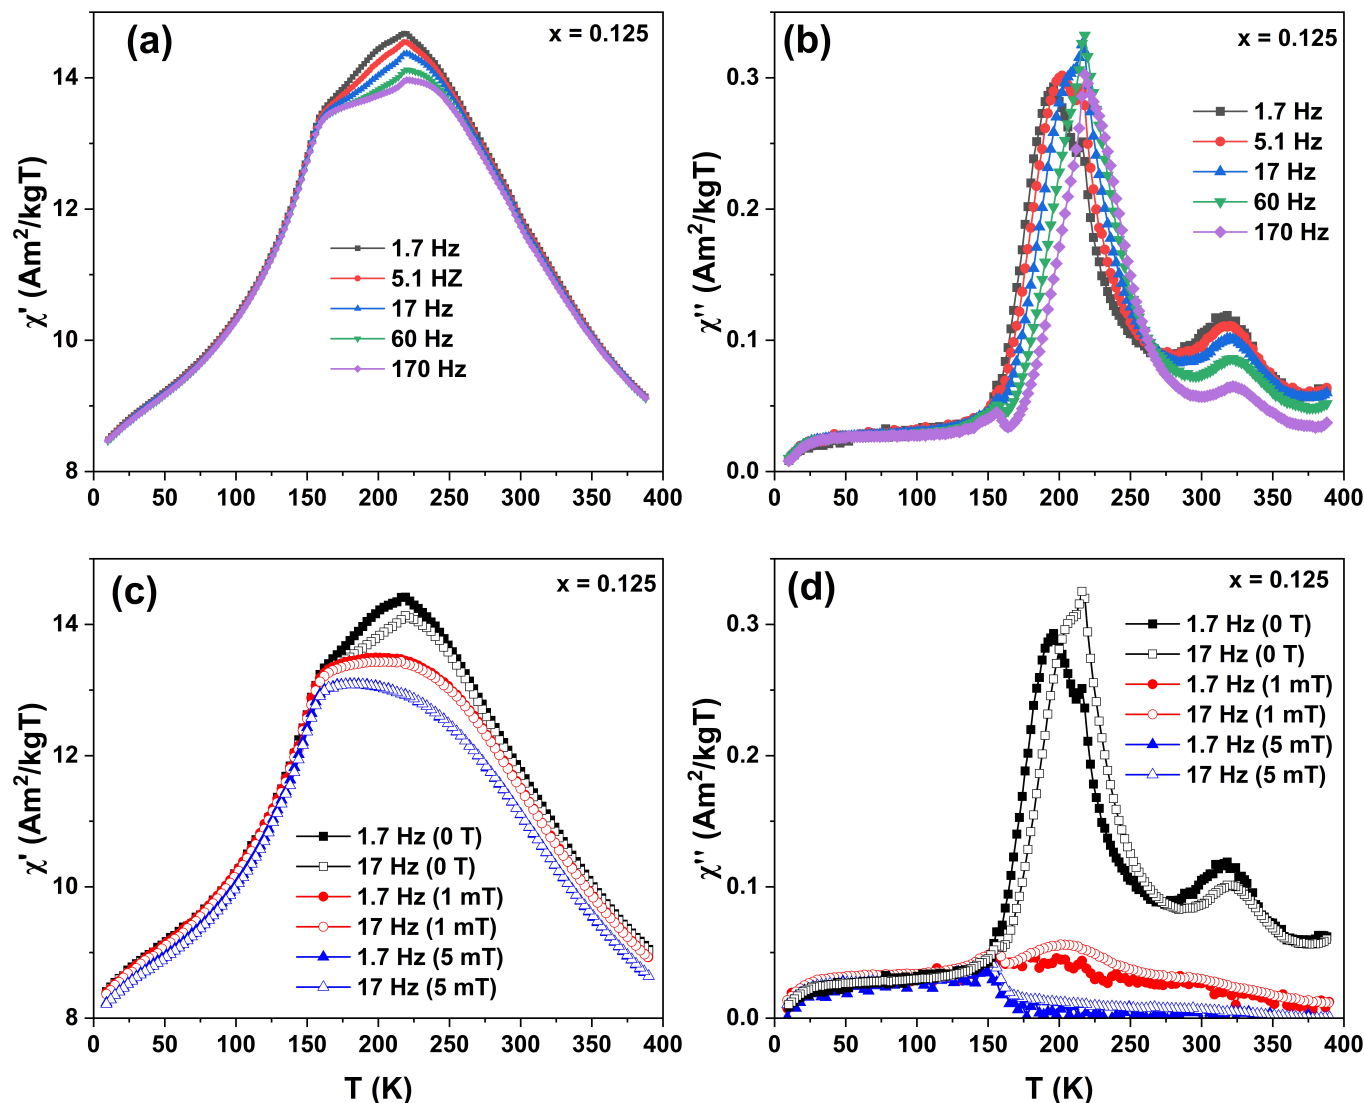 (a)
x = 0.125
χ' (Am²/kgT)
14
12
10
8
1.7 Hz
5.1 HZ
17 Hz
60 Hz
170 Hz
0 50 100 150 200 250 300 350 400
(b)
x = 0.125
χ'' (Am²/kgT)
0.3
0.2
0.1
0.0
1.7 Hz
5.1 Hz
17 Hz
60 Hz
170 Hz
0 50 100 150 200 250 300 350 400
(c)
x = 0.125
χ' (Am²/kgT)
14
12
10
8
1.7 Hz (0 T)
17 Hz (0 T)
1.7 Hz (1 mT)
17 Hz (1 mT)
1.7 Hz (5 mT)
17 Hz (5 mT)
0 50 100 150 200 250 300 350 400
T (K)
(d)
x = 0.125
χ'' (Am²/kgT)
0.3
0.2
0.1
0.0
1.7 Hz (0 T)
17 Hz (0 T)
1.7 Hz (1 mT)
17 Hz (1 mT)
1.7 Hz (5 mT)
17 Hz (5 mT)
0 50 100 150 200 250 300 350 400
T (K)